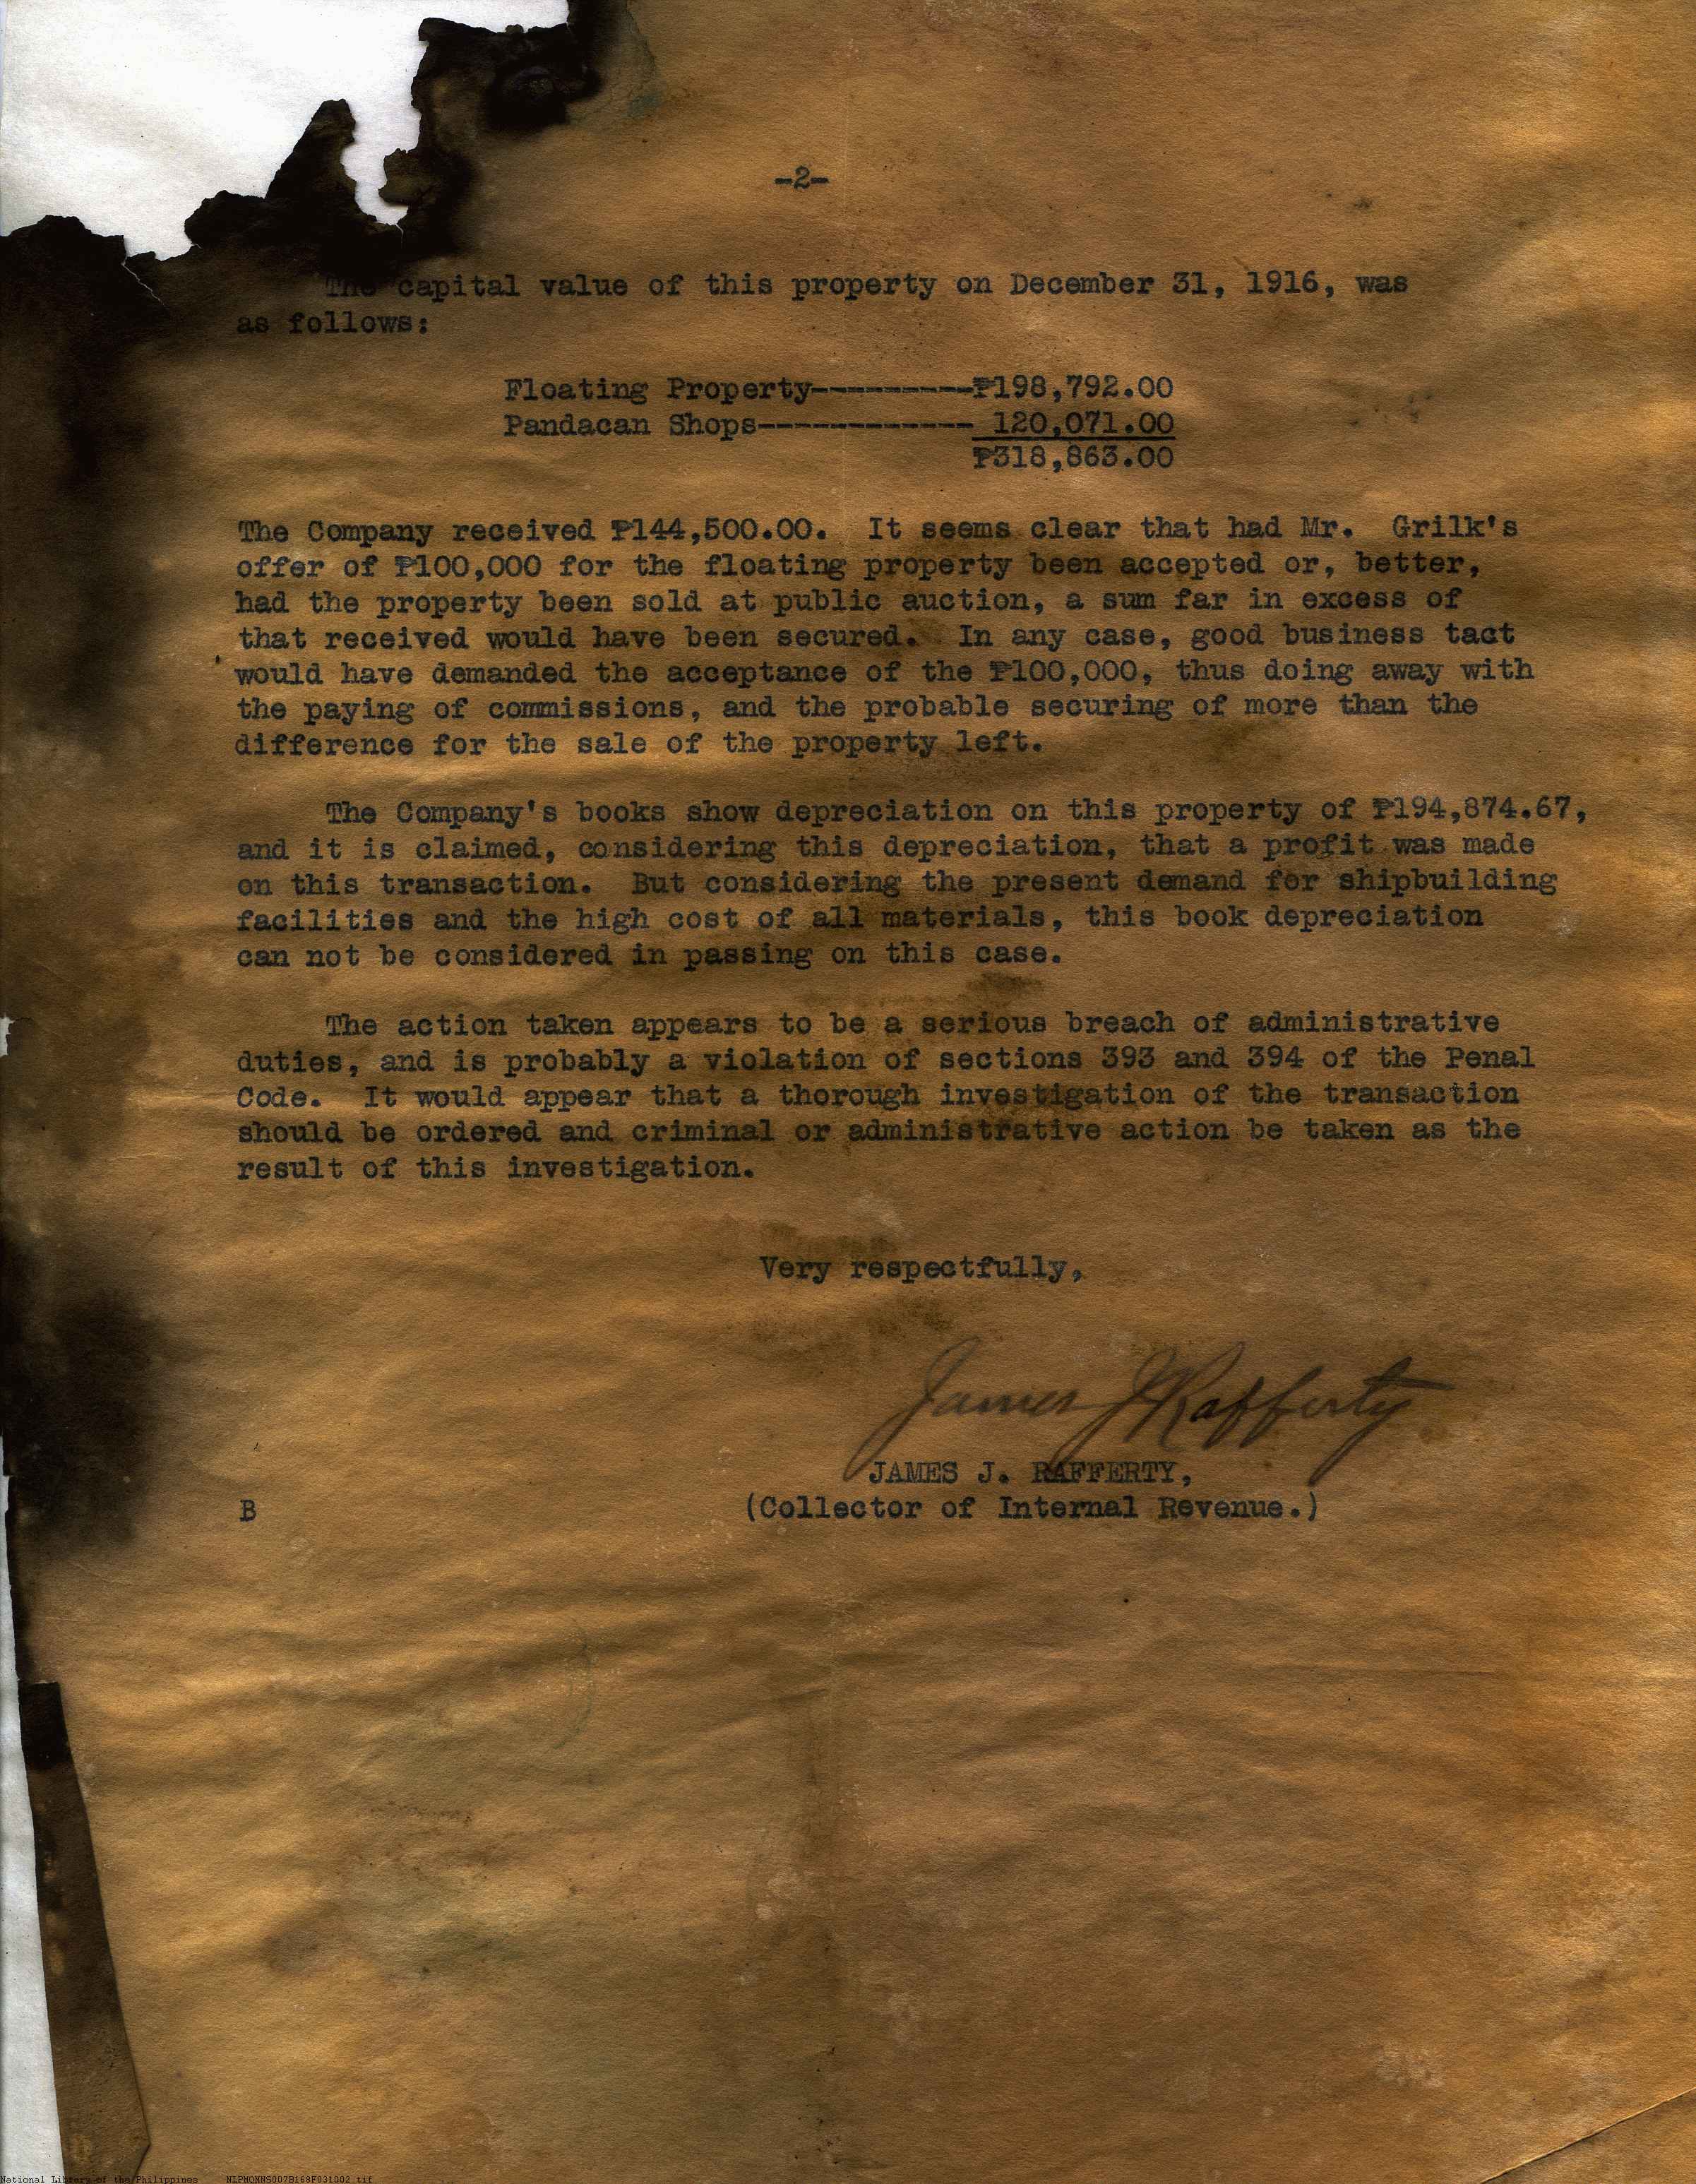 -2-
The capital value of this property on December 31, 1916, was
as follows:
Floating Property---------₱198,792.00
Pandacan Shops------------ 120,071.00
₱318,863.00
The Company received ₱144,500.00. It seems clear that had Mr. Grilk's
offer of ₱100,000 for the floating property been accepted or, better,
had the property been sold at public auction, a sum far in excess of
that received would have been secured. In any case, good business tact
would have demanded the acceptance of the ₱100,000, thus doing away with
the paying of commissions, and the probable securing of more than the
difference for the sale of the property left.
The Company's books show depreciation on this property of ₱194,874.67,
and it is claimed, considering this depreciation, that a profit was made
on this transaction. But considering the present demand for shipbuilding
facilities and the high cost of all materials, this book depreciation
can not be considered in passing on this case.
The action taken appears to be a serious breach of administrative
duties, and is probably a violation of sections 393 and 394 of the Penal
Code. It would appear that a thorough investigation of the transaction
should be ordered and criminal or administrative action be taken as the
result of this investigation.
Very respectfully,
James J Rafferty
JAMES J. RAFFERTY,
B (Collector of Internal Revenue.)
National Library of the Philippines NLPMQMNS007B168F031002.tif